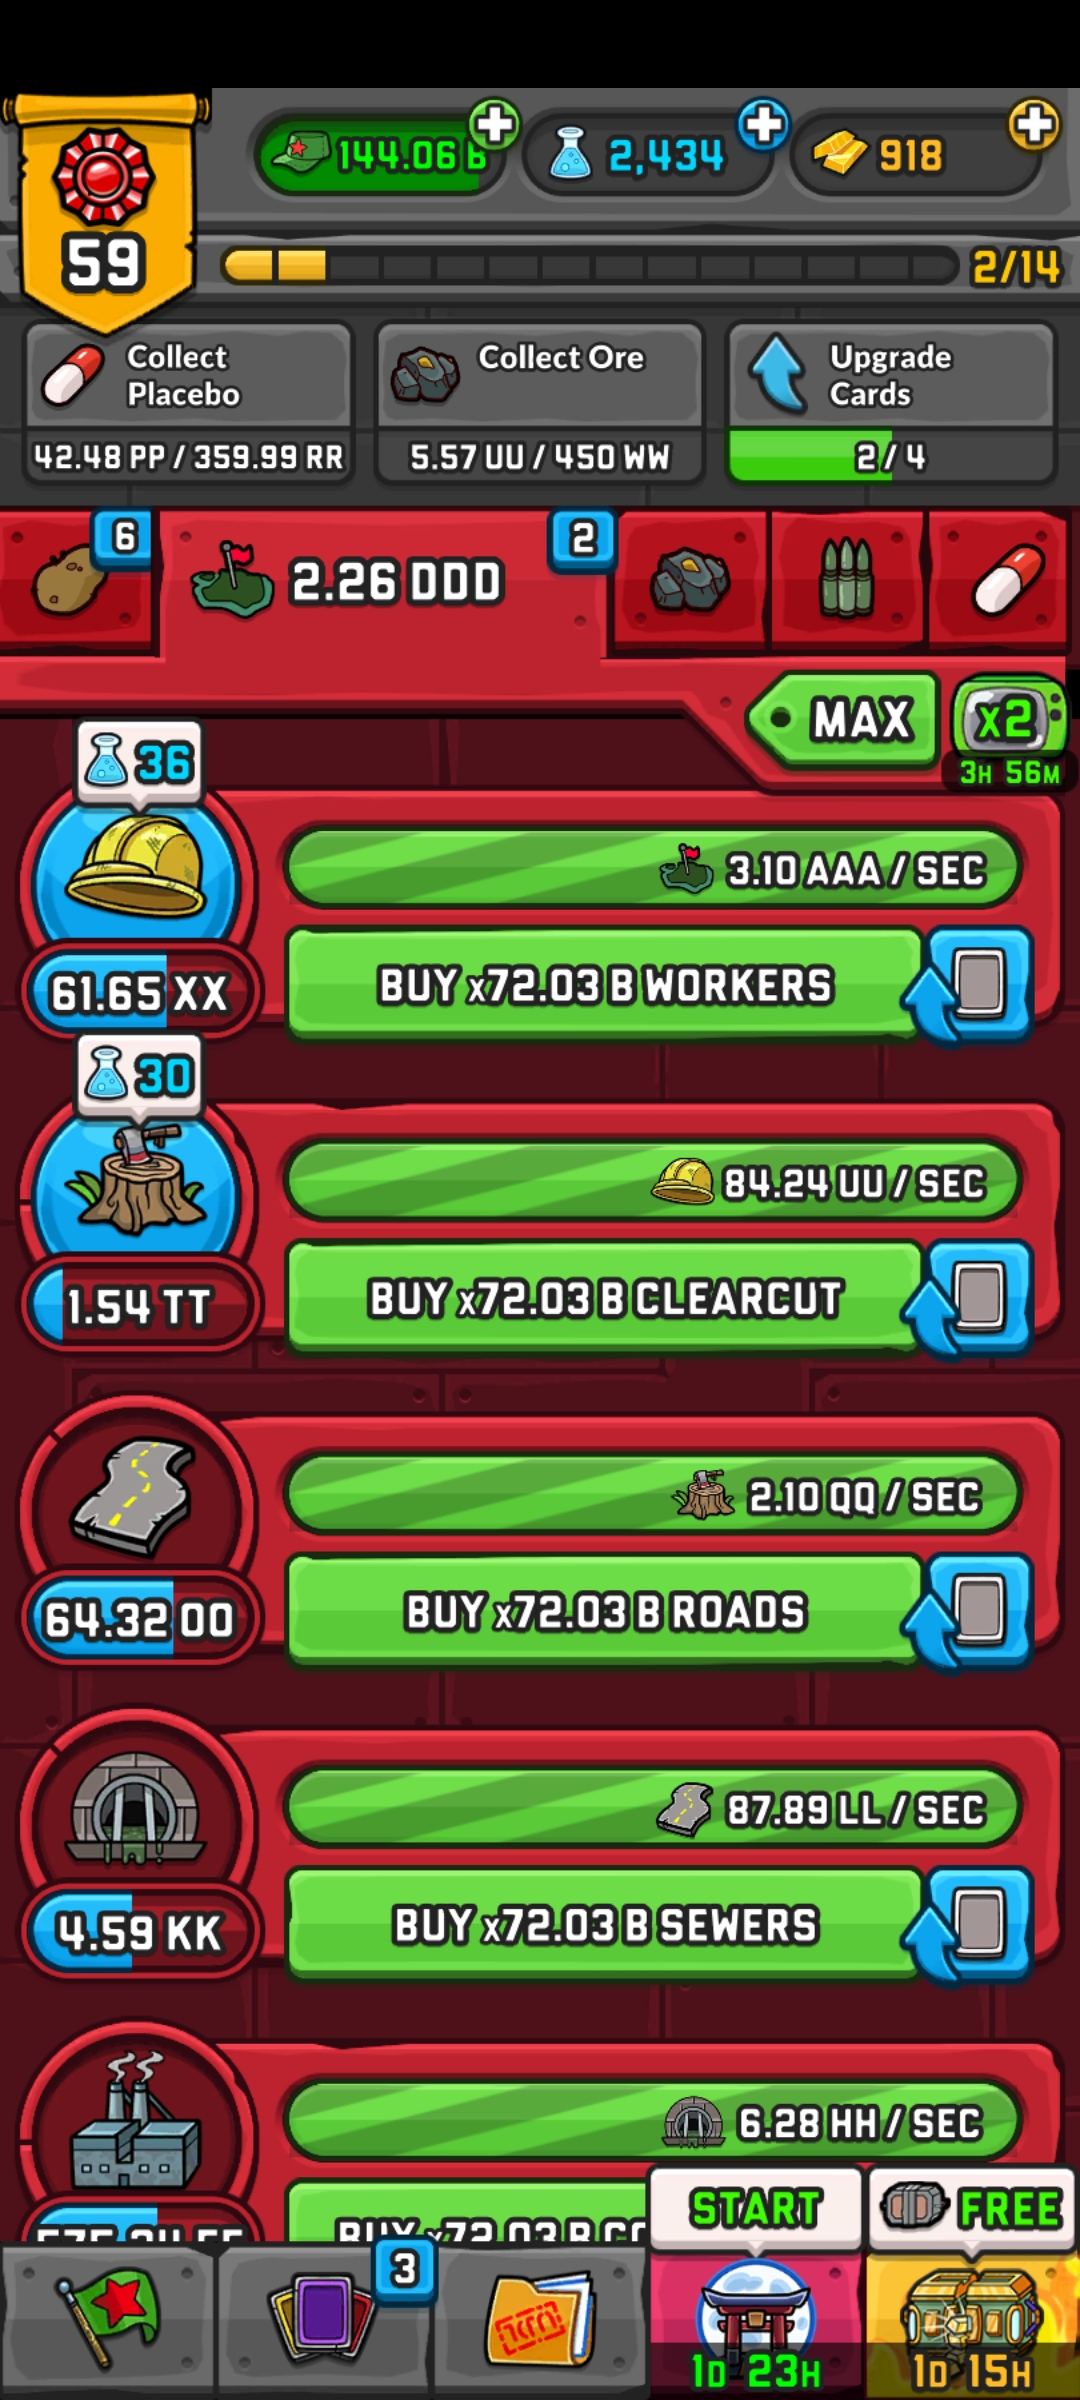 144.06 B
2,434
918
59
2/14
Collect
Placebo
42.48 PP / 359.99 RR
Collect Ore
5.57 UU / 450 WW
Upgrade
Cards
2/4
6
2.26 DDD
2
MAX
x2
3H 56M
36
3.10 AAA / SEC
61.65 XX
BUY x72.03 B WORKERS
30
84.24 UU / SEC
1.54 TT
BUY x72.03 B CLEARCUT
2.10 QQ / SEC
64.32 OO
BUY x72.03 B ROADS
87.89 LL / SEC
4.59 KK
BUY x72.03 B SEWERS
6.28 HH / SEC
BUY x72.03 B
START
FREE
3
1D 23H
1D 15H